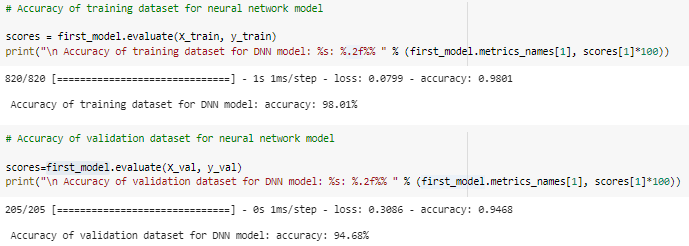 # Accuracy of training dataset for neural network model
scores = first_model.evaluate(X_train, y_train)
print("\n Accuracy of training dataset for DNN model: %s: %.2f%% " % (first_model.metrics_names[1], scores[1]*100))
820/820 [==============================] - 1s 1ms/step - loss: 0.0799 - accuracy: 0.9801
Accuracy of training dataset for DNN model: accuracy: 98.01%
# Accuracy of validation dataset for neural network model
scores=first_model.evaluate(X_val, y_val)
print("\n Accuracy of validation dataset for DNN model: %s: %.2f%% " % (first_model.metrics_names[1], scores[1]*100))
205/205 [==============================] - 0s 1ms/step - loss: 0.3086 - accuracy: 0.9468
Accuracy of validation dataset for DNN model: accuracy: 94.68%